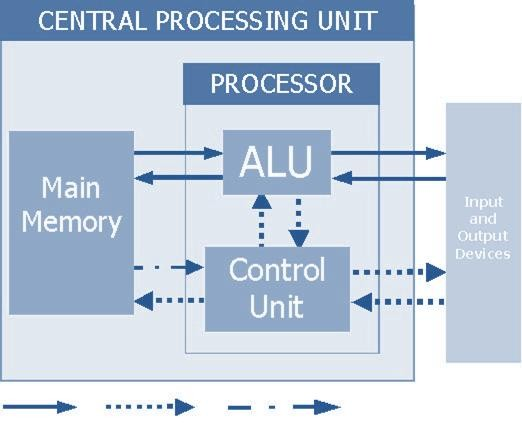 CENTRAL PROCESSING UNIT
PROCESSOR
ALU
Main
Memory
Control
Unit
Input
and
Output
Devices